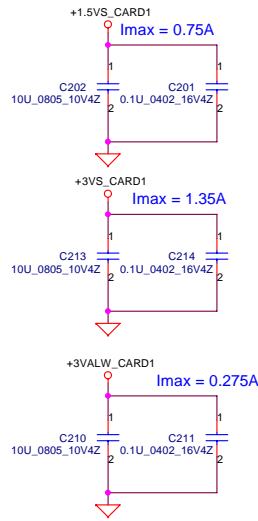 +1.5VS_CARD1
Imax = 0.75A
1 1
C202 C201
10U_0805_10V4Z 0.1U_0402_16V4Z
2 2
+3VS_CARD1
Imax = 1.35A
1 1
C213 C214
10U_0805_10V4Z 0.1U_0402_16V4Z
2 2
+3VALW_CARD1
Imax = 0.275A
1 1
C210 C211
10U_0805_10V4Z 0.1U_0402_16V4Z
2 2